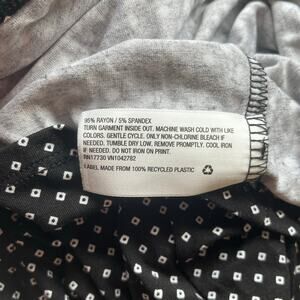 95% RAYON / 5% SPANDEX
TURN GARMENT INSIDE OUT. MACHINE WASH COLD WITH LIKE
COLORS. GENTLE CYCLE. ONLY NON-CHLORINE BLEACH IF
NEEDED. TUMBLE DRY LOW. REMOVE PROMPTLY. COOL IRON
IF NEEDED. DO NOT IRON ON PRINT.
RN17730 VN1042782
LABEL MADE FROM 100% RECYCLED PLASTIC